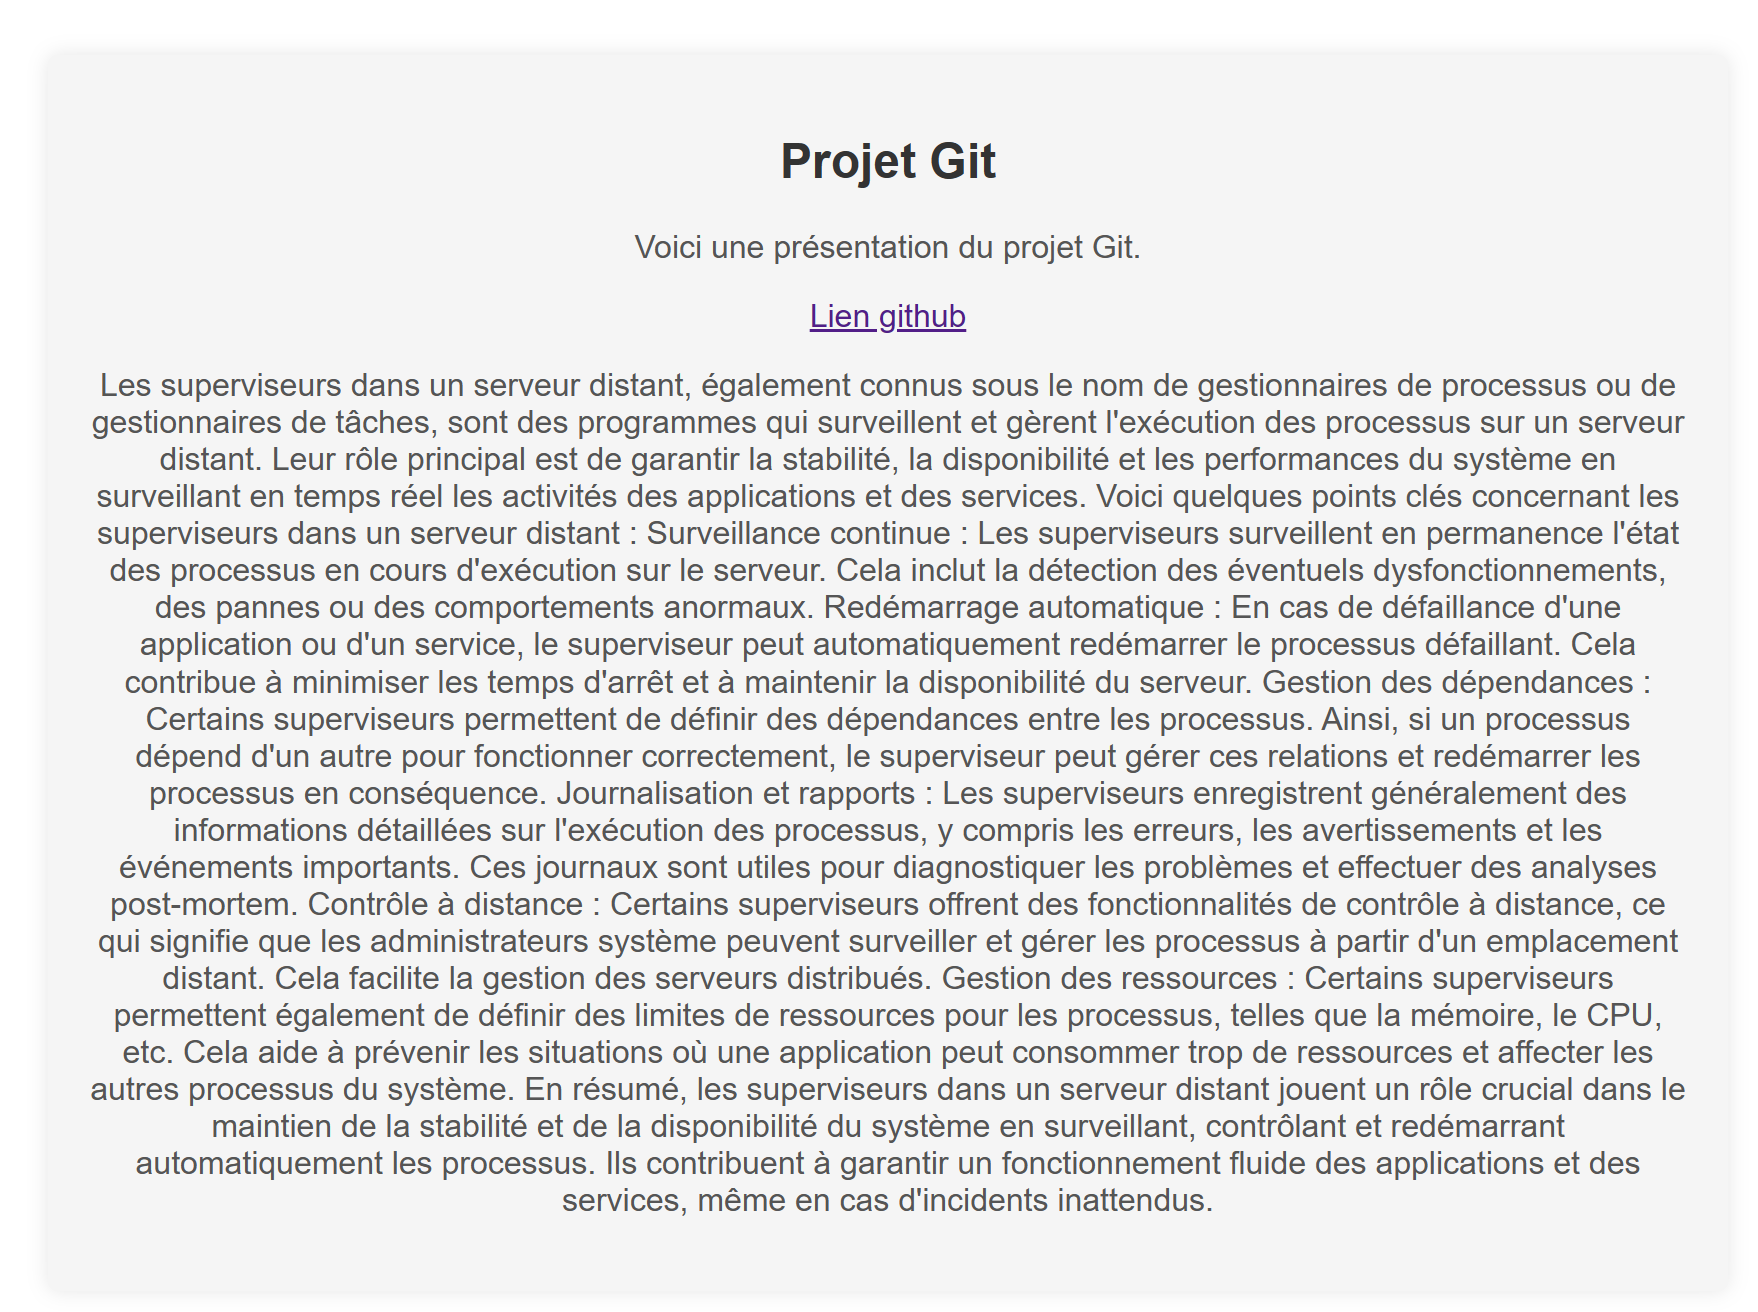 Projet Git
Voici une présentation du projet Git.
Lien github
Les superviseurs dans un serveur distant, également connus sous le nom de gestionnaires de processus ou de
gestionnaires de tâches, sont des programmes qui surveillent et gèrent l'exécution des processus sur un serveur
distant. Leur rôle principal est de garantir la stabilité, la disponibilité et les performances du système en
surveillant en temps réel les activités des applications et des services. Voici quelques points clés concernant les
superviseurs dans un serveur distant : Surveillance continue : Les superviseurs surveillent en permanence l'état
des processus en cours d'exécution sur le serveur. Cela inclut la détection des éventuels dysfonctionnements,
des pannes ou des comportements anormaux. Redémarrage automatique : En cas de défaillance d'une
application ou d'un service, le superviseur peut automatiquement redémarrer le processus défaillant. Cela
contribue à minimiser les temps d'arrêt et à maintenir la disponibilité du serveur. Gestion des dépendances :
Certains superviseurs permettent de définir des dépendances entre les processus. Ainsi, si un processus
dépend d'un autre pour fonctionner correctement, le superviseur peut gérer ces relations et redémarrer les
processus en conséquence. Journalisation et rapports : Les superviseurs enregistrent généralement des
informations détaillées sur l'exécution des processus, y compris les erreurs, les avertissements et les
événements importants. Ces journaux sont utiles pour diagnostiquer les problèmes et effectuer des analyses
post-mortem. Contrôle à distance : Certains superviseurs offrent des fonctionnalités de contrôle à distance, ce
qui signifie que les administrateurs système peuvent surveiller et gérer les processus à partir d'un emplacement
distant. Cela facilite la gestion des serveurs distribués. Gestion des ressources : Certains superviseurs
permettent également de définir des limites de ressources pour les processus, telles que la mémoire, le CPU,
etc. Cela aide à prévenir les situations où une application peut consommer trop de ressources et affecter les
autres processus du système. En résumé, les superviseurs dans un serveur distant jouent un rôle crucial dans le
maintien de la stabilité et de la disponibilité du système en surveillant, contrôlant et redémarrant
automatiquement les processus. Ils contribuent à garantir un fonctionnement fluide des applications et des
services, même en cas d'incidents inattendus.